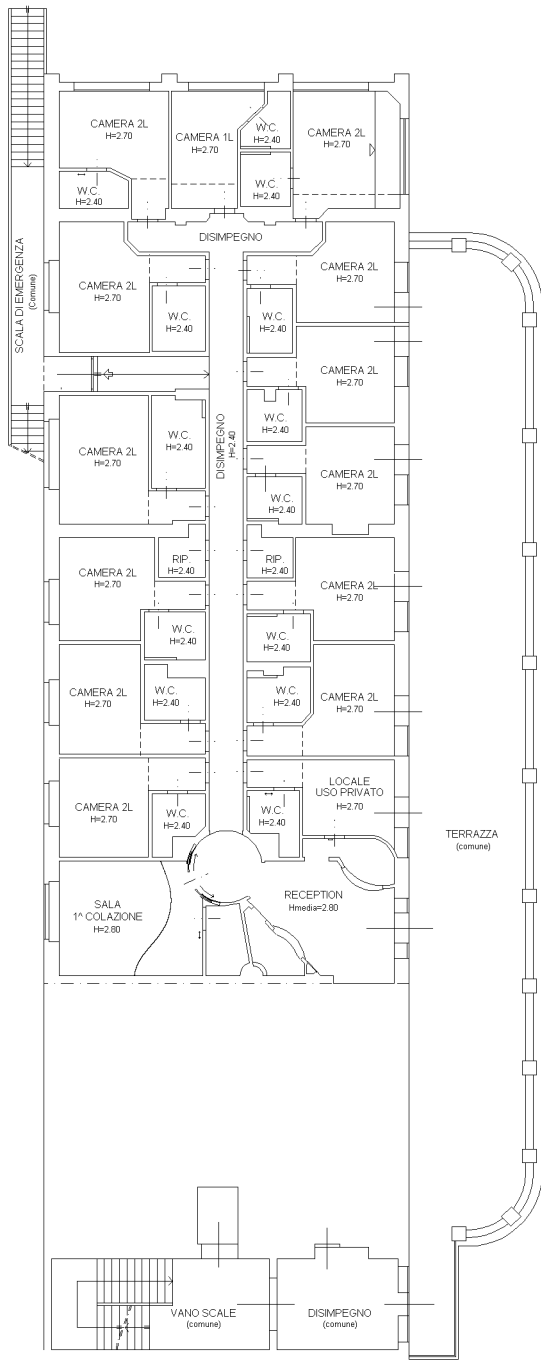 CAMERA 2L
H=2.70
CAMERA 1L
H=2.70
W.C.
H=2.40
CAMERA 2L
H=2.70
W.C.
H=2.40
W.C.
H=2.40
DISIMPEGNO
SCALA DI EMERGENZA
(Comune)
CAMERA 2L
H=2.70
CAMERA 2L
H=2.70
W.C.
H=2.40
W.C.
H=2.40
CAMERA 2L
H=2.70
DISIMPEGNO
H=2.40
W.C.
H=2.40
W.C.
H=2.40
CAMERA 2L
H=2.70
CAMERA 2L
H=2.70
W.C.
H=2.40
RIP.
H=2.40
RIP.
H=2.40
CAMERA 2L
H=2.70
CAMERA 2L
H=2.70
W.C.
H=2.40
W.C.
H=2.40
CAMERA 2L
H=2.70
W.C.
H=2.40
W.C.
H=2.40
CAMERA 2L
H=2.70
CAMERA 2L
H=2.70
W.C.
H=2.40
W.C.
H=2.40
LOCALE
USO PRIVATO
H=2.70
TERRAZZA
(comune)
SALA
1^ COLAZIONE
H=2.80
RECEPTION
Hmedia=2.80
VANO SCALE
(comune)
DISIMPEGNO
(comune)